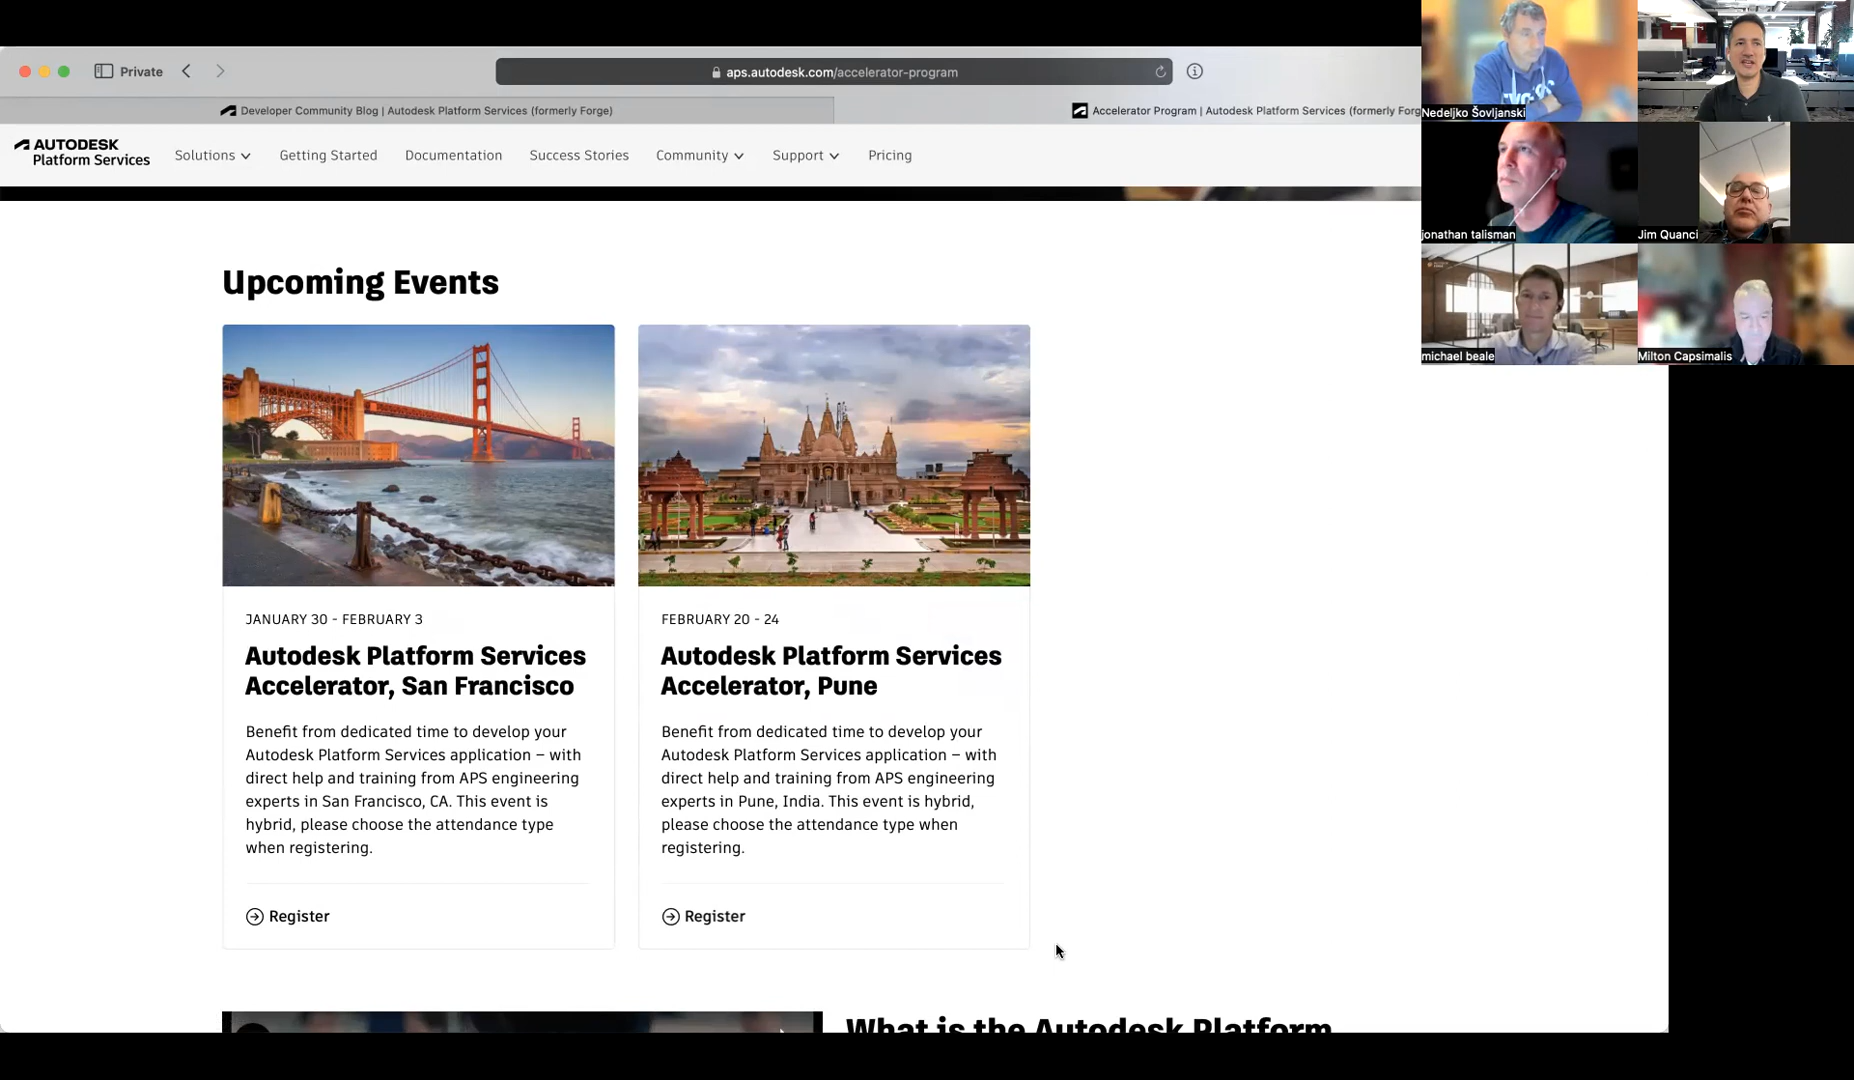 Private
aps.autodesk.com/accelerator-program
Developer Community Blog | Autodesk Platform Services (formerly Forge)
Accelerator Program | Autodesk Platform Services (formerly Forg
AUTODESK
Platform Services
Solutions
Getting Started
Documentation
Success Stories
Community
Support
Pricing
Nedeljko Šovljanski
jonathan talisman
Jim Quanci
michael beale
Milton Capsimalis
Upcoming Events
JANUARY 30 - FEBRUARY 3
Autodesk Platform Services
Accelerator, San Francisco
Benefit from dedicated time to develop your
Autodesk Platform Services application – with
direct help and training from APS engineering
experts in San Francisco, CA. This event is
hybrid, please choose the attendance type
when registering.
Register
FEBRUARY 20 - 24
Autodesk Platform Services
Accelerator, Pune
Benefit from dedicated time to develop your
Autodesk Platform Services application – with
direct help and training from APS engineering
experts in Pune, India. This event is hybrid,
please choose the attendance type when
registering.
Register
What is the Autodesk Platform